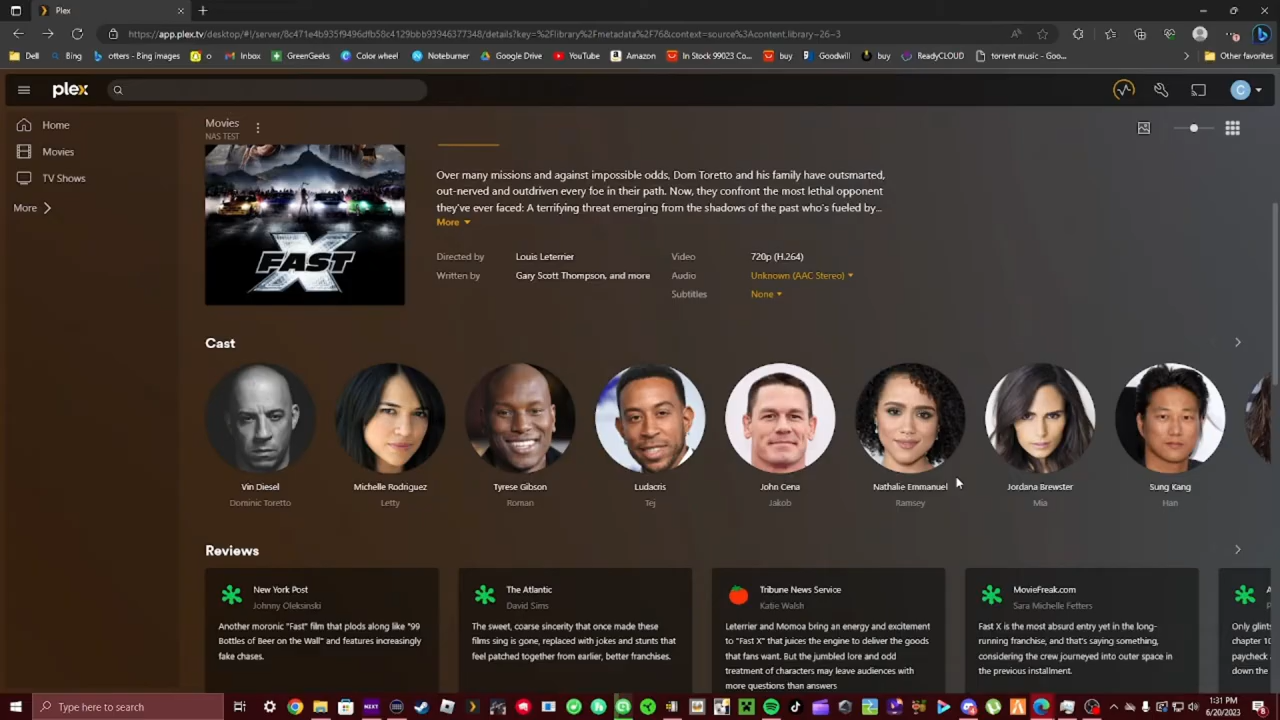 Plex
https://app.plex.tv/desktop/#!/server/8c471e4b935f9496dfb58c4129bbb93946377348/details?key=%2Flibrary%2Fmetadata%2F76&context=source%3Acontent.library~26~3
Dell
Bing
otters - Bing images
o
Inbox
GreenGeeks
Color wheel
Noteburner
Google Drive
YouTube
Amazon
In Stock 99023 Co...
buy
Goodwill
buy
ReadyCLOUD
torrent music - Goo...
Other favorites
plex
C
Home
Movies
TV Shows
More
Movies
NAS TEST
FAST X
Over many missions and against impossible odds, Dom Toretto and his family have outsmarted,
out-nerved and outdriven every foe in their path. Now, they confront the most lethal opponent
they've ever faced: A terrifying threat emerging from the shadows of the past who's fueled by...
More
Directed by Louis Leterrier
Written by Gary Scott Thompson, and more
Video 720p (H.264)
Audio Unknown (AAC Stereo)
Subtitles None
Cast
Vin Diesel
Dominic Toretto
Michelle Rodriguez
Letty
Tyrese Gibson
Roman
Ludacris
Tej
John Cena
Jakob
Nathalie Emmanuel
Ramsey
Jordana Brewster
Mia
Sung Kang
Han
Reviews
New York Post
Johnny Oleksinski
Another moronic "Fast" film that plods along like "99
Bottles of Beer on the Wall" and features increasingly
fake chases.
The Atlantic
David Sims
The sweet, coarse sincerity that once made these
films sing is gone, replaced with jokes and stunts that
feel patched together from earlier, better franchises.
Tribune News Service
Katie Walsh
Leterrier and Momoa bring an energy and excitement
to "Fast X" that juices the engine to deliver the goods
that fans want. But the jumbled lore and odd
treatment of characters may leave audiences with
more questions than answers
MovieFreak.com
Sara Michelle Fetters
Fast X is the most absurd entry yet in the long-
running franchise, and that's saying something,
considering the crew journeyed into outer space in
the previous installment.
Only glints
chapter 10
paycheck
down the
Type here to search
NZXT
1:31 PM
6/20/2023